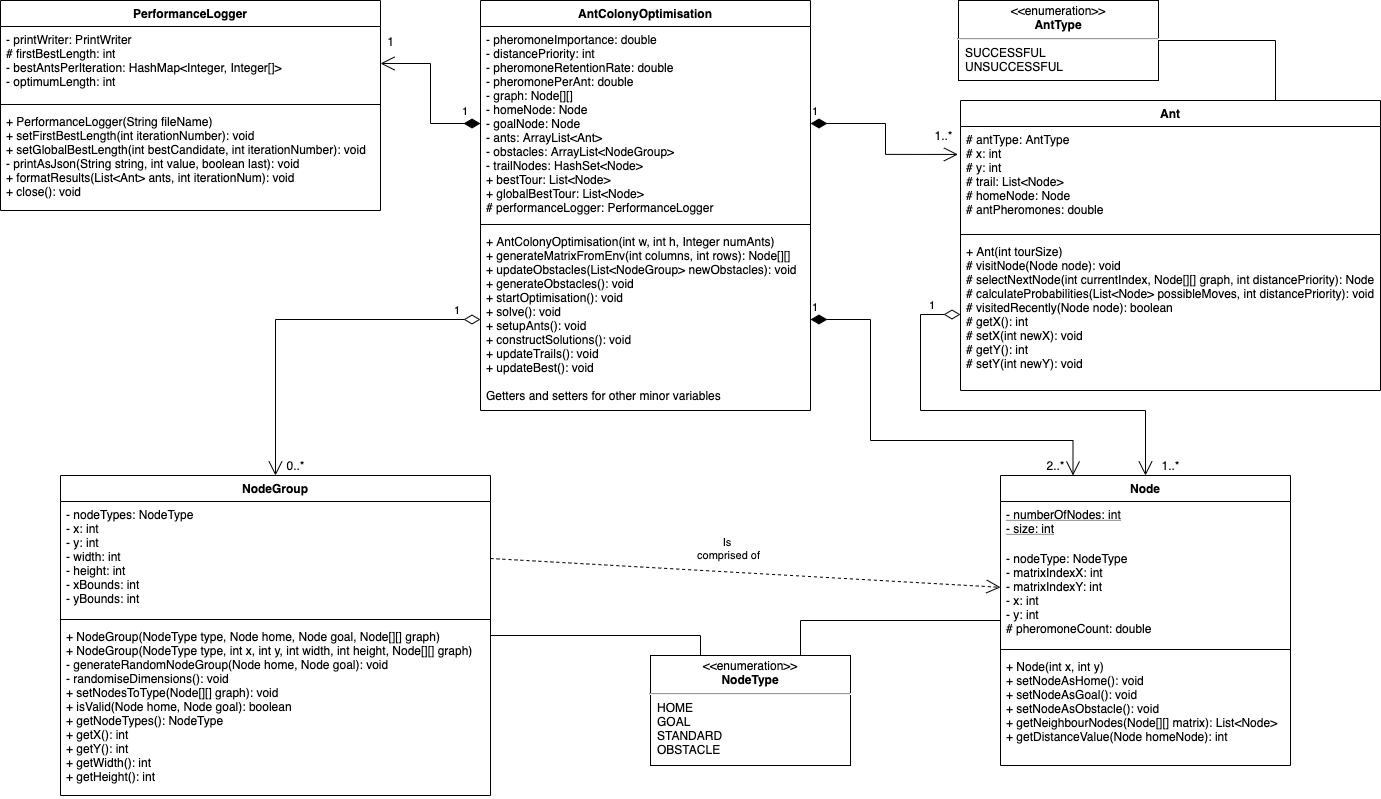 PerformanceLogger
- printWriter: PrintWriter
# firstBestLength: int
- bestAntsPerIteration: HashMap<Integer, Integer[]>
- optimumLength: int
+ PerformanceLogger(String fileName)
+ setFirstBestLength(int iterationNumber): void
+ setGlobalBestLength(int bestCandidate, int iterationNumber): void
- printAsJson(String string, int value, boolean last): void
+ formatResults(List<Ant> ants, int iterationNum): void
+ close(): void
1
1
AntColonyOptimisation
- pheromoneImportance: double
- distancePriority: int
- pheromoneRetentionRate: double
- pheromonePerAnt: double
- graph: Node[][]
- homeNode: Node
- goalNode: Node
- ants: ArrayList<Ant>
- obstacles: ArrayList<NodeGroup>
- trailNodes: HashSet<Node>
+ bestTour: List<Node>
+ globalBestTour: List<Node>
# performanceLogger: PerformanceLogger
+ AntColonyOptimisation(int w, int h, Integer numAnts)
+ generateMatrixFromEnv(int columns, int rows): Node[][]
+ updateObstacles(List<NodeGroup> newObstacles): void
+ generateObstacles(): void
+ startOptimisation(): void
+ solve(): void
+ setupAnts(): void
+ constructSolutions(): void
+ updateTrails(): void
+ updateBest(): void
Getters and setters for other minor variables
1
1..*
1
1
<<enumeration>>
AntType
SUCCESSFUL
UNSUCCESSFUL
Ant
# antType: AntType
# x: int
# y: int
# trail: List<Node>
# homeNode: Node
# antPheromones: double
+ Ant(int tourSize)
# visitNode(Node node): void
# selectNextNode(int currentIndex, Node[][] graph, int distancePriority): Node
# calculateProbabilities(List<Node> possibleMoves, int distancePriority): void
# visitedRecently(Node node): boolean
# getX(): int
# setX(int newX): void
# getY(): int
# setY(int newY): void
1
0..*
2..*
1..*
NodeGroup
- nodeTypes: NodeType
- x: int
- y: int
- width: int
- height: int
- xBounds: int
- yBounds: int
+ NodeGroup(NodeType type, Node home, Node goal, Node[][] graph)
+ NodeGroup(NodeType type, int x, int y, int width, int height, Node[][] graph)
- generateRandomNodeGroup(Node home, Node goal): void
- randomiseDimensions(): void
+ setNodesToType(Node[][] graph): void
+ isValid(Node home, Node goal): boolean
+ getNodeTypes(): NodeType
+ getX(): int
+ getY(): int
+ getWidth(): int
+ getHeight(): int
Is
comprised of
<<enumeration>>
NodeType
HOME
GOAL
STANDARD
OBSTACLE
Node
- numberOfNodes: int
- size: int
- nodeType: NodeType
- matrixIndexX: int
- matrixIndexY: int
- x: int
- y: int
# pheromoneCount: double
+ Node(int x, int y)
+ setNodeAsHome(): void
+ setNodeAsGoal(): void
+ setNodeAsObstacle(): void
+ getNeighbourNodes(Node[][] matrix): List<Node>
+ getDistanceValue(Node homeNode): int